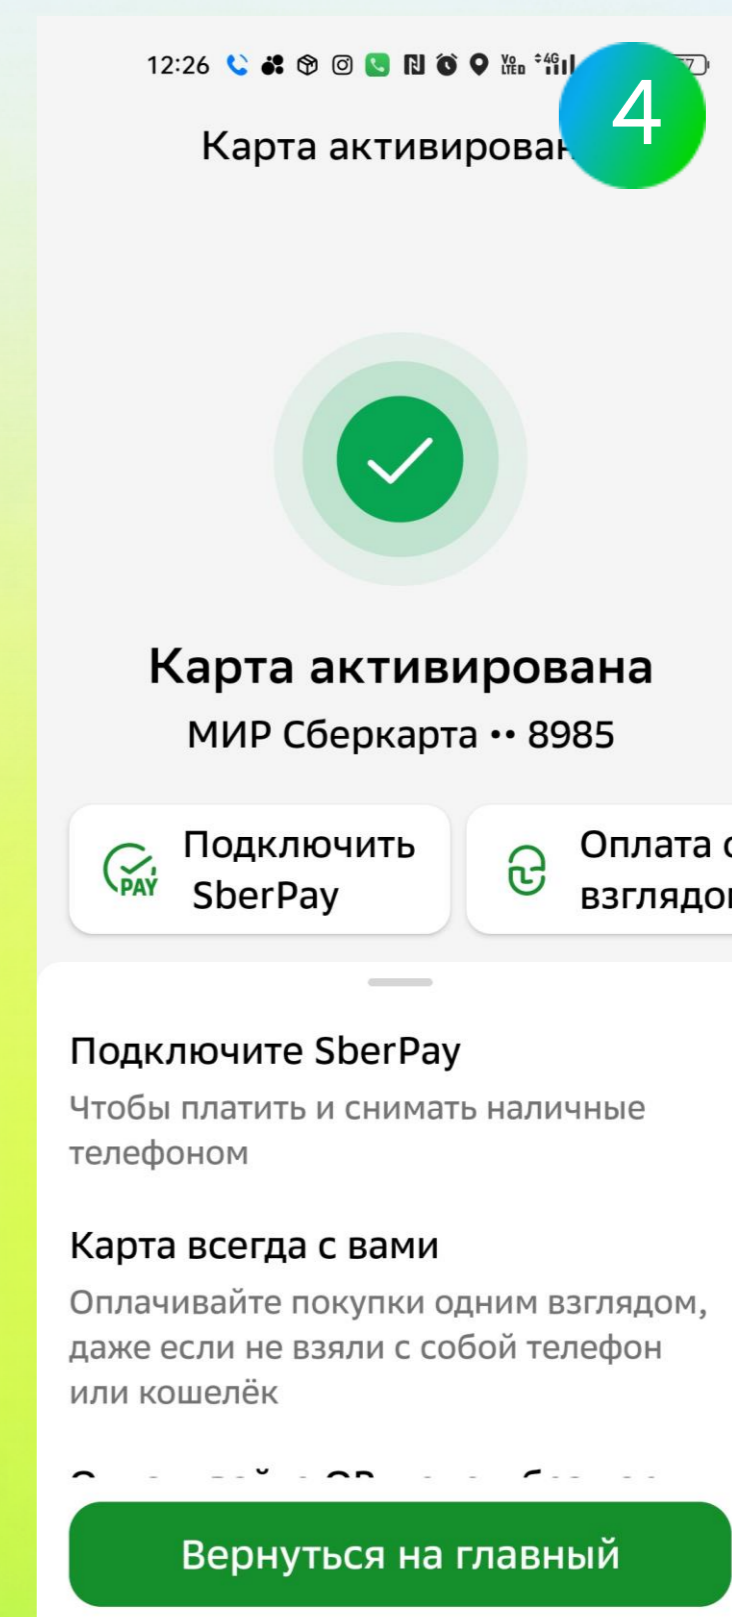 12:26
4
Карта активирован
Карта активирована
МИР Сберкарта •• 8985
Подключить
SberPay
PAY
Оплата
взглядо
Подключите SberPay
Чтобы платить и снимать наличные
телефоном
Карта всегда с вами
Оплачивайте покупки одним взглядом,
даже если не взяли с собой телефон
или кошелёк
Вернуться на главный